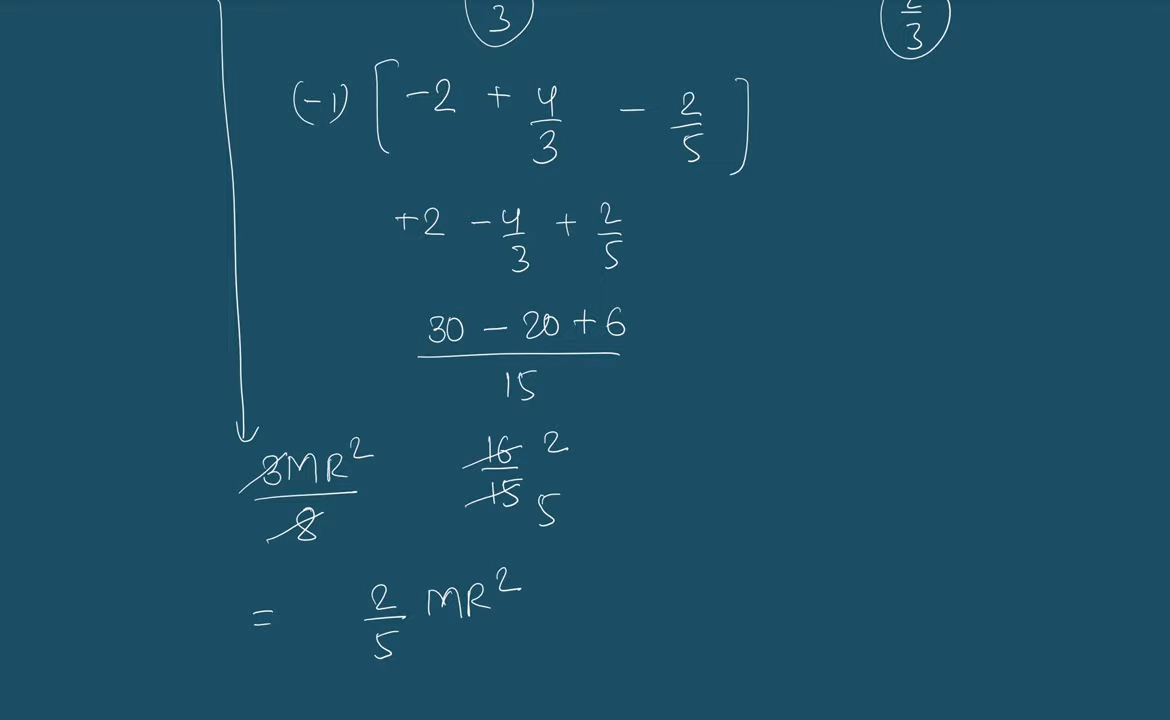 3
2/3
(-1) [ -2 + 4/3 - 2/5 ]
+2 - 4/3 + 2/5
30 - 20 + 6
15
3MR² 16 2
8 15 5
= 2/5 MR²